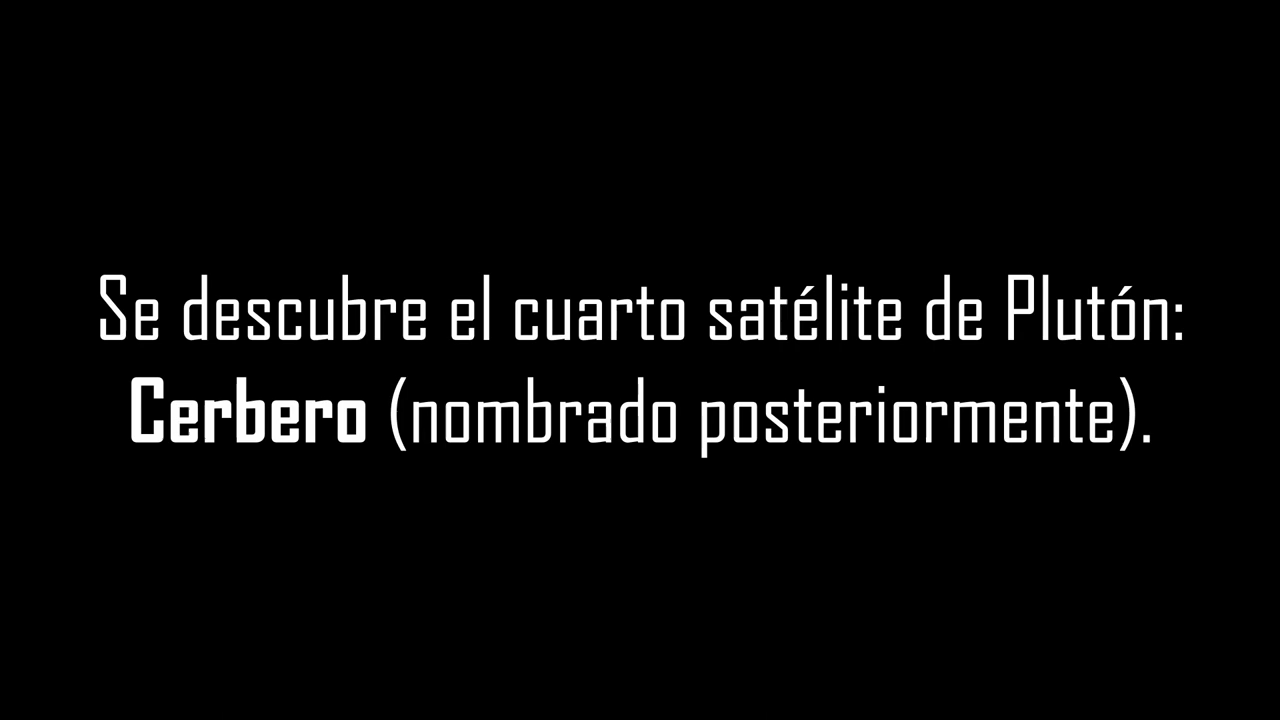 Se descubre el cuarto satélite de Plutón:
Cerbero (nombrado posteriormente).